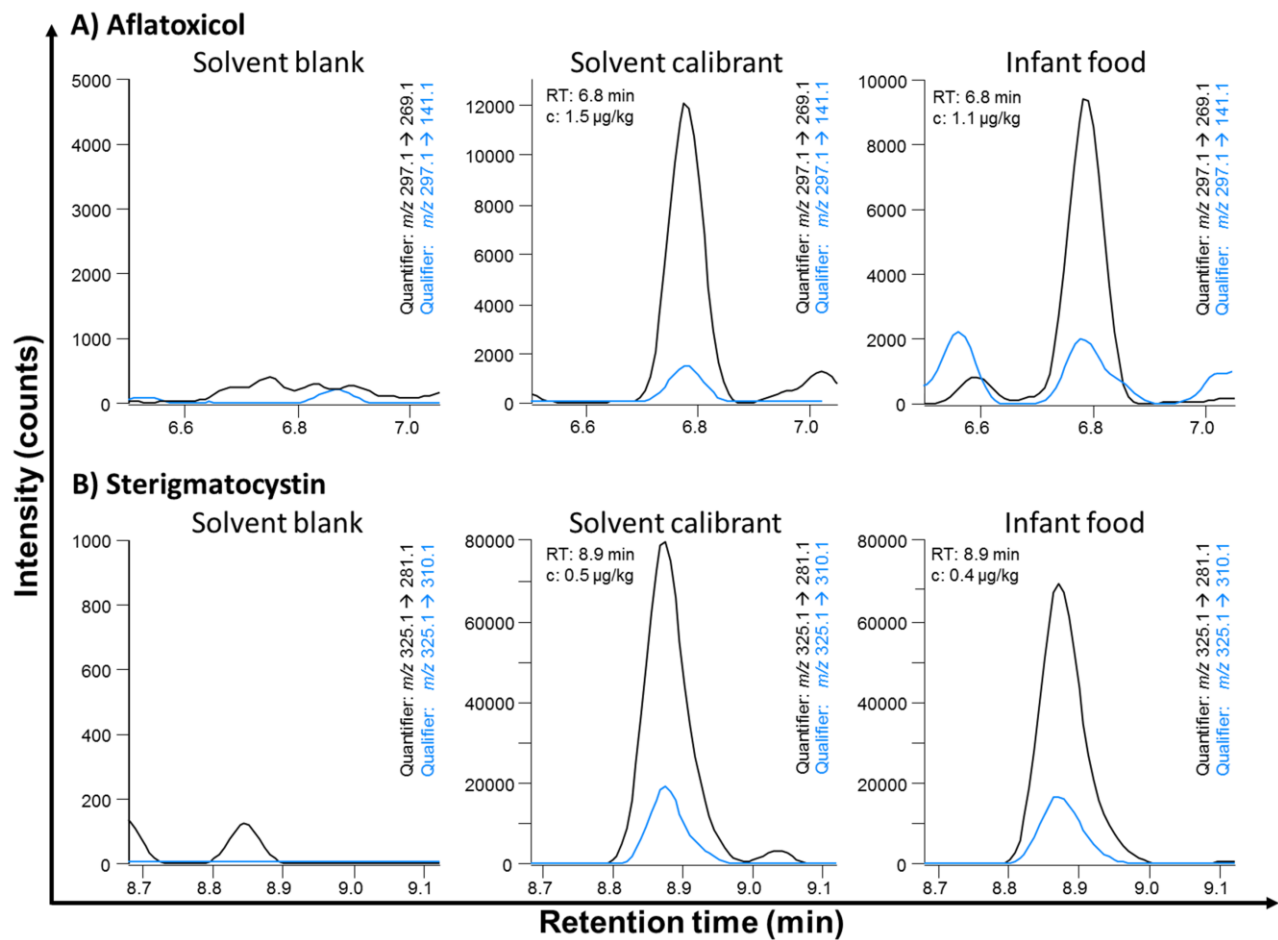 A) Aflatoxicol
Solvent blank
5000
4000
3000
2000
1000
0
6.6
6.8
7.0
Quantifier: m/z 297.1 → 269.1
Qualifier: m/z 297.1 → 141.1
Solvent calibrant
RT: 6.8 min
c: 1.5 µg/kg
12000
10000
8000
6000
4000
2000
0
6.6
6.8
7.0
Quantifier: m/z 297.1 → 269.1
Qualifier: m/z 297.1 → 141.1
Infant food
RT: 6.8 min
c: 1.1 µg/kg
10000
8000
6000
4000
2000
0
6.6
6.8
7.0
Quantifier: m/z 297.1 → 269.1
Qualifier: m/z 297.1 → 141.1
B) Sterigmatocystin
Solvent blank
1000
800
600
400
200
0
8.7
8.8
8.9
9.0
9.1
Quantifier: m/z 325.1 → 281.1
Qualifier: m/z 325.1 → 310.1
Solvent calibrant
RT: 8.9 min
c: 0.5 µg/kg
80000
60000
40000
20000
0
8.7
8.8
8.9
9.0
9.1
Quantifier: m/z 325.1 → 281.1
Qualifier: m/z 325.1 → 310.1
Infant food
RT: 8.9 min
c: 0.4 µg/kg
80000
60000
40000
20000
0
8.7
8.8
8.9
9.0
9.1
Quantifier: m/z 325.1 → 281.1
Qualifier: m/z 325.1 → 310.1
Intensity (counts)
Retention time (min)